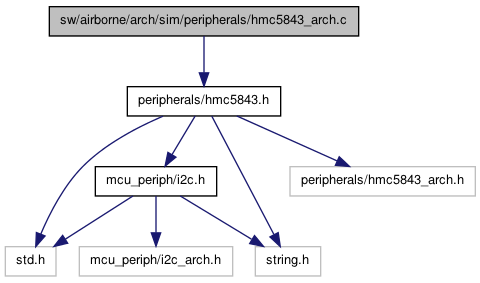 sw/airborne/arch/sim/peripherals/hmc5843_arch.c
peripherals/hmc5843.h
mcu_periph/i2c.h
peripherals/hmc5843_arch.h
std.h
mcu_periph/i2c_arch.h
string.h